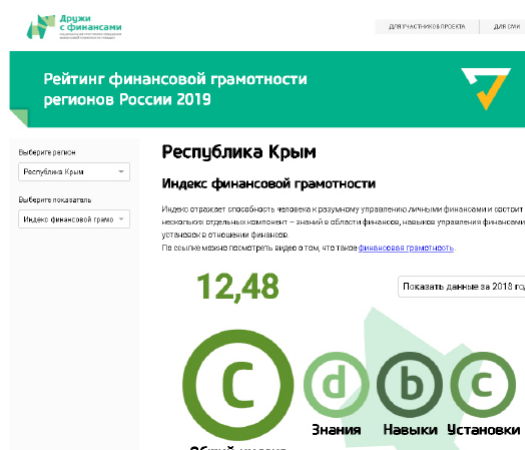 Дружи
с финансами
ДЛЯ УЧАСТНИКОВ ПРОЕКТА
ДЛЯ СМИ
Рейтинг финансовой грамотности
регионов России 2019
Выберите регион
Республика Крым
Выберите показатель
Индекс финансовой грамо
Республика Крым
Индекс финансовой грамотности
Индекс отражает способность человека к разумному управлению личными финансами и состоит
нескольких отдельных компонент – знаний в области финансов, навыков управления финансами
установок в отношении финансов.
По ссылке можно посмотреть видео о том, что такое финансовая грамотность.
12,48
Показать данные за 2018 год
C
d
b
c
Знания
Навыки
Установки
Общий индекс